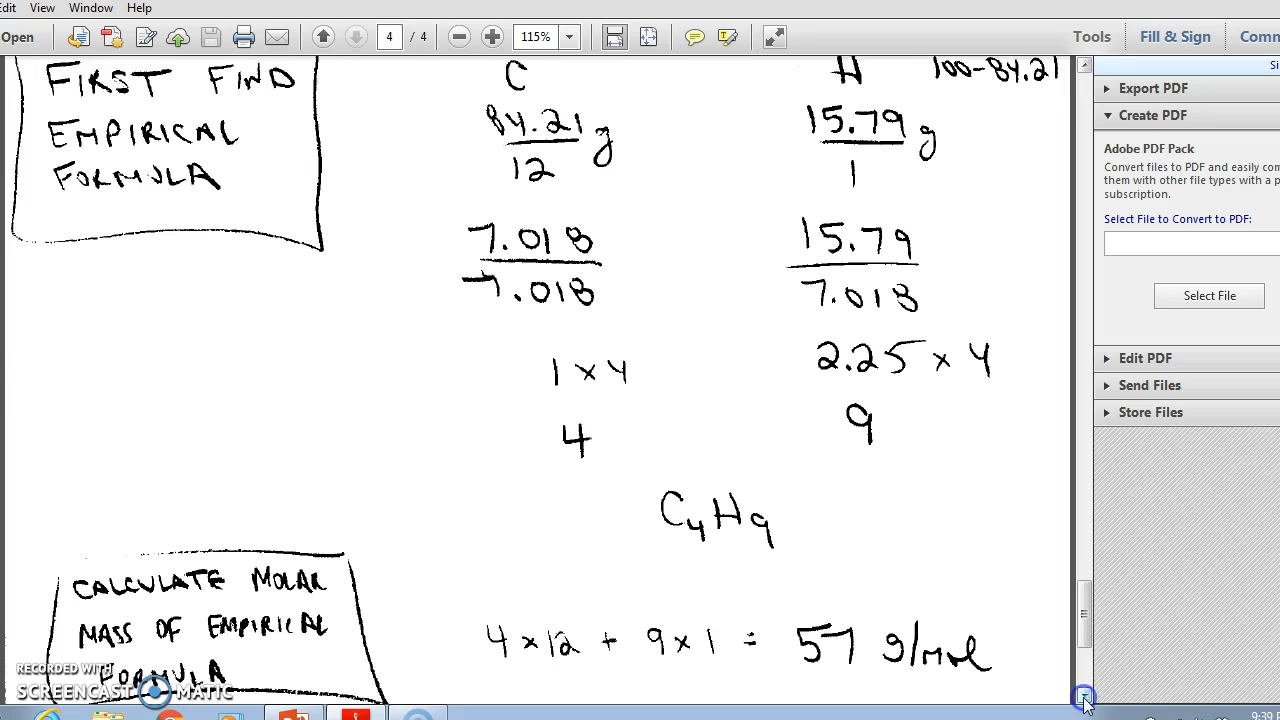 Edit View Window Help
Open 4 / 4 115% Tools Fill & Sign
FIRST FIND
EMPIRICAL
FORMULA
C H 100-84.21
84.21 g 15.79 g
12 1
7.018 15.79
7.018 7.018
1 x 4 2.25 x 4
4 9
C4H9
CALCULATE MOLAR
MASS OF EMPIRICAL
FORMULA
4 x 12 + 9 x 1 = 57 g/mol
RECORDED WITH
SCREENCAST MATIC
Export PDF
Create PDF
Adobe PDF Pack
Convert files to PDF and easily
them with other file types with a
subscription.
Select File to Convert to PDF:
Select File
Edit PDF
Send Files
Store Files
9:30